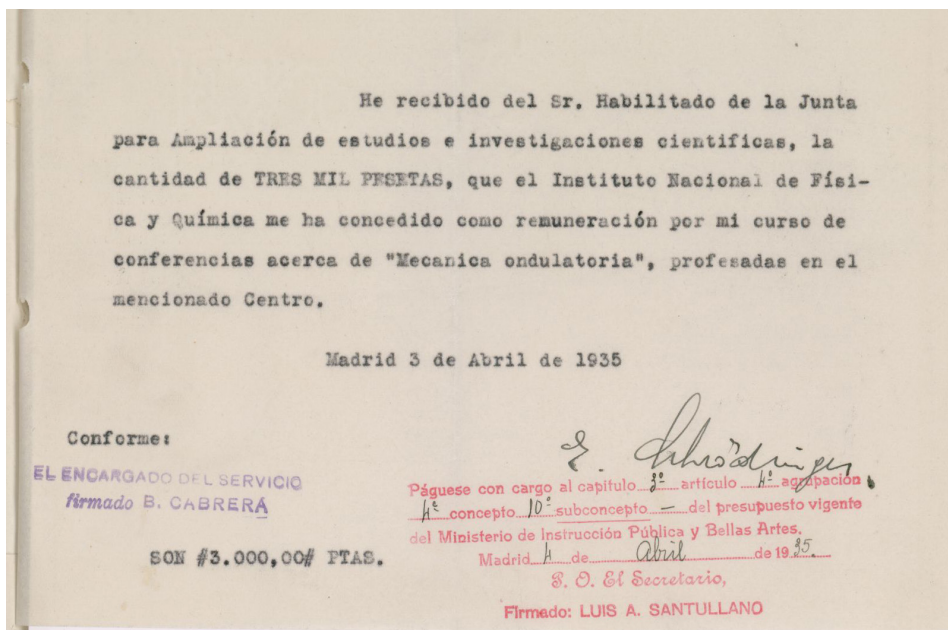 He recibido del Sr. Habilitado de la Junta
para Ampliación de estudios e investigaciones cientificas, la
cantidad de TRES MIL PESETAS, que el Instituto Nacional de Físi-
ca y Química me ha concedido como remuneración por mi curso de
conferencias acerca de "Mecanica ondulatoria", profesadas en el
mencionado Centro.
Madrid 3 de Abril de 1935
Conforme:
EL ENCARGADO DEL SERVICIO
firmado B. CABRERA
SON #3.000,00# PTAS.
E. Schrödinger
Páguese con cargo al capítulo 3º artículo 4º agrupación
4º concepto 10º subconcepto — del presupuesto vigente
del Ministerio de Instrucción Pública y Bellas Artes.
Madrid 4 de Abril de 1935.
P. O. El Secretario,
Firmado: LUIS A. SANTULLANO